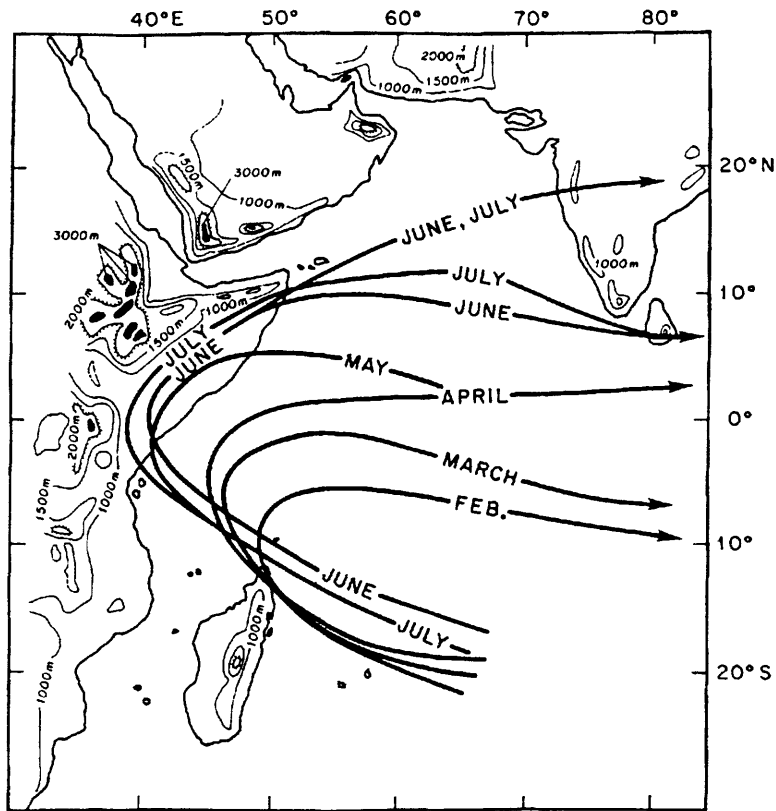 40°E 50° 60° 70° 80°
2000m
1500m
1000m
20°N
1500m
3000m
1000m
JUNE, JULY
3000m
1000m
JULY
10°N
2000m
1000m
JUNE
1500m
JULY
JUNE
MAY
APRIL
0°
2000m
MARCH
1500m
1000m
FEB.
10°
JUNE
JULY
1000m
20°S
1000m